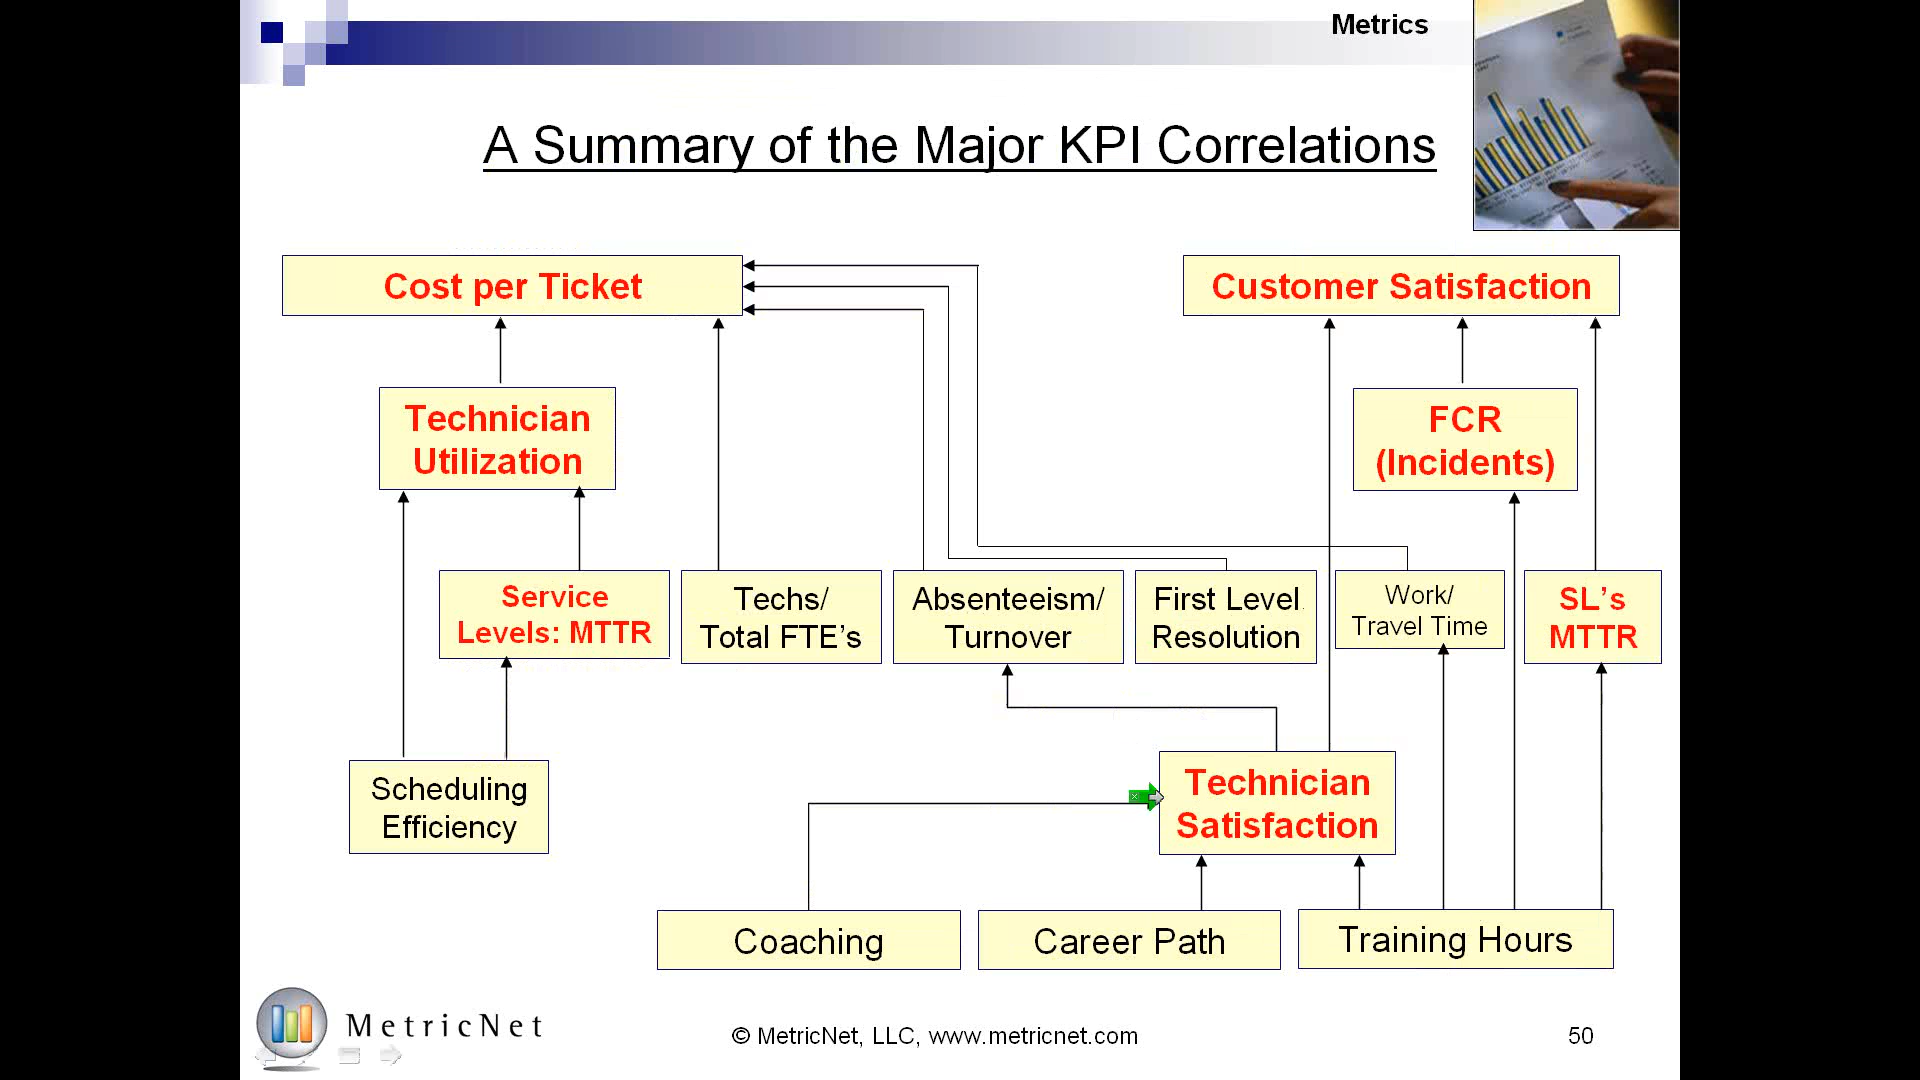 Metrics
A Summary of the Major KPI Correlations
Cost per Ticket
Customer Satisfaction
Technician
Utilization
FCR
(Incidents)
Service
Levels: MTTR
Techs/
Total FTE's
Absenteeism/
Turnover
First Level
Resolution
Work/
Travel Time
SL's
MTTR
Scheduling
Efficiency
Technician
Satisfaction
Coaching
Career Path
Training Hours
MetricNet
© MetricNet, LLC, www.metricnet.com
50